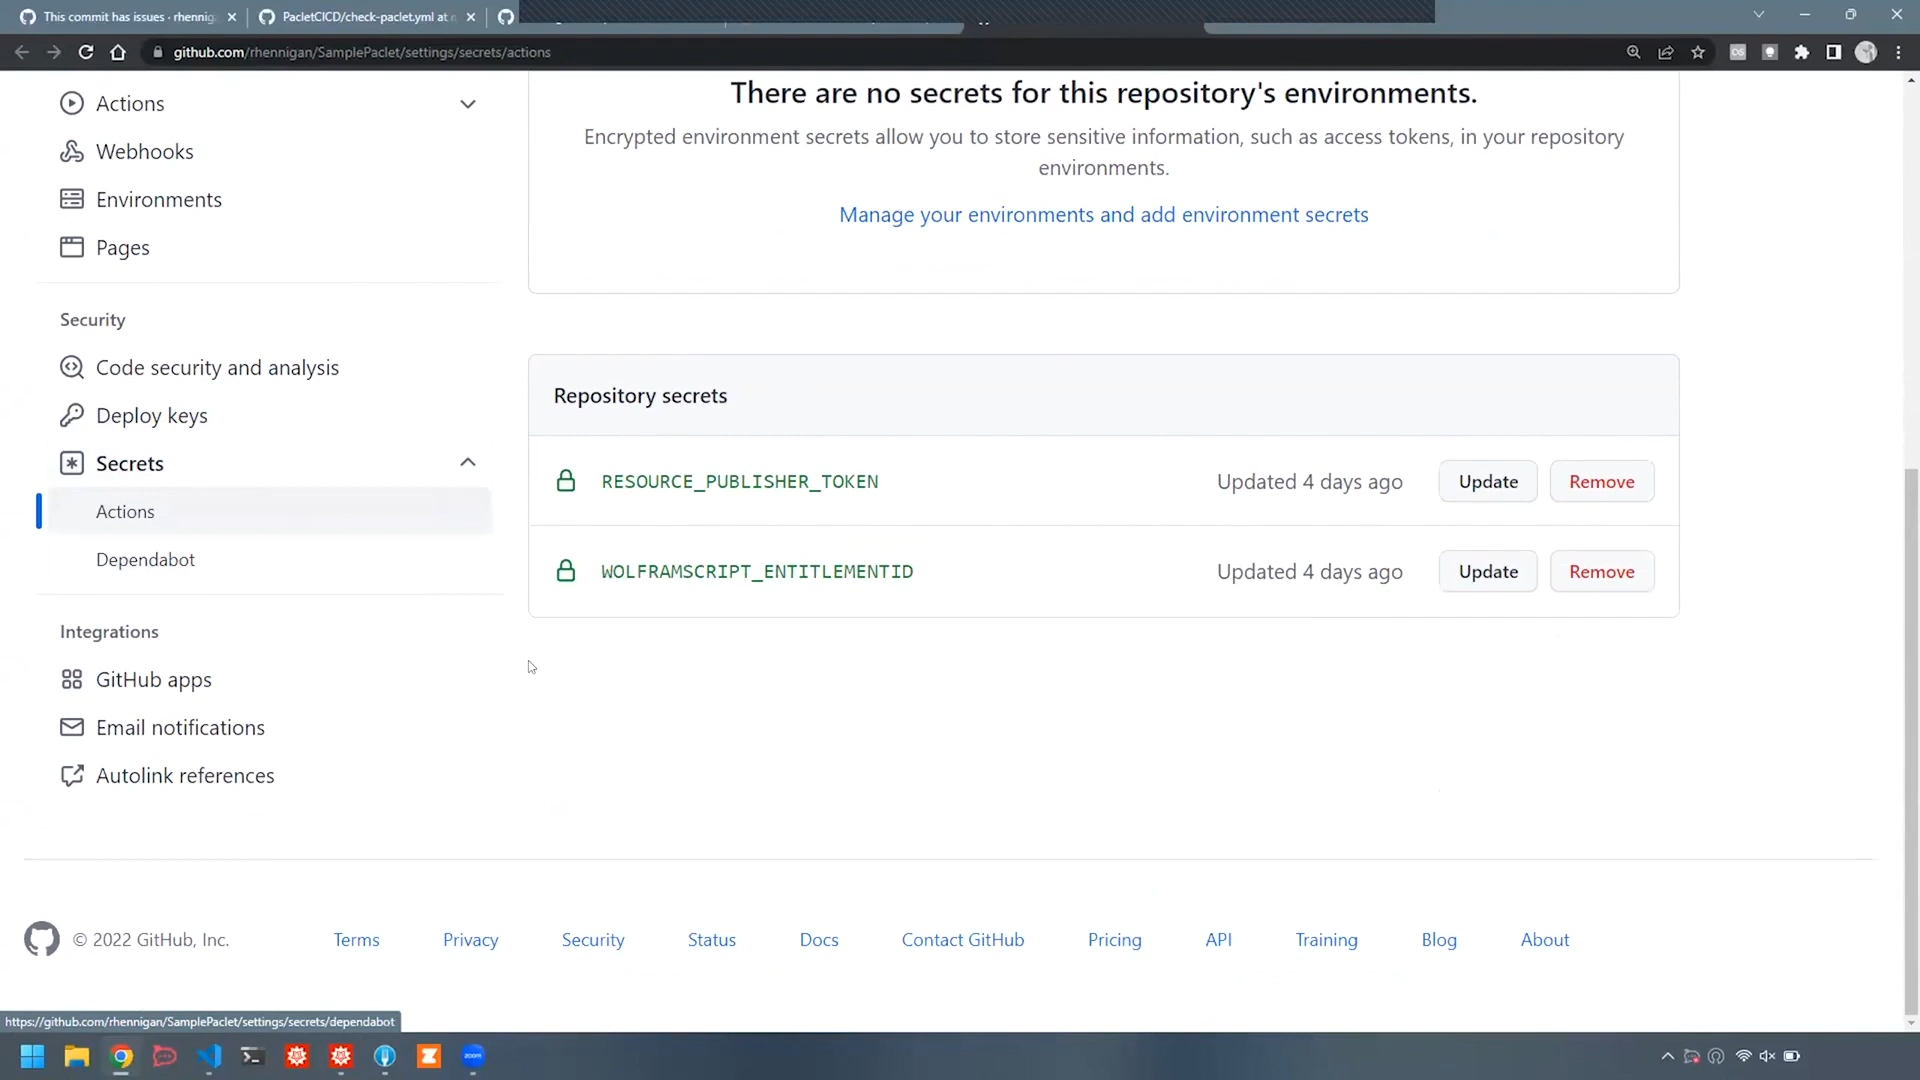 This commit has issues · rhennig
PacletCICD/check-paclet.yml at
github.com/rhennigan/SamplePaclet/settings/secrets/actions
Actions
Webhooks
Environments
Pages
Security
Code security and analysis
Deploy keys
Secrets
Actions
Dependabot
Integrations
GitHub apps
Email notifications
Autolink references
There are no secrets for this repository's environments.
Encrypted environment secrets allow you to store sensitive information, such as access tokens, in your repository
environments.
Manage your environments and add environment secrets
Repository secrets
RESOURCE_PUBLISHER_TOKEN Updated 4 days ago Update Remove
WOLFRAMSCRIPT_ENTITLEMENTID Updated 4 days ago Update Remove
© 2022 GitHub, Inc. Terms Privacy Security Status Docs Contact GitHub Pricing API Training Blog About
https://github.com/rhennigan/SamplePaclet/settings/secrets/dependabot
zoom